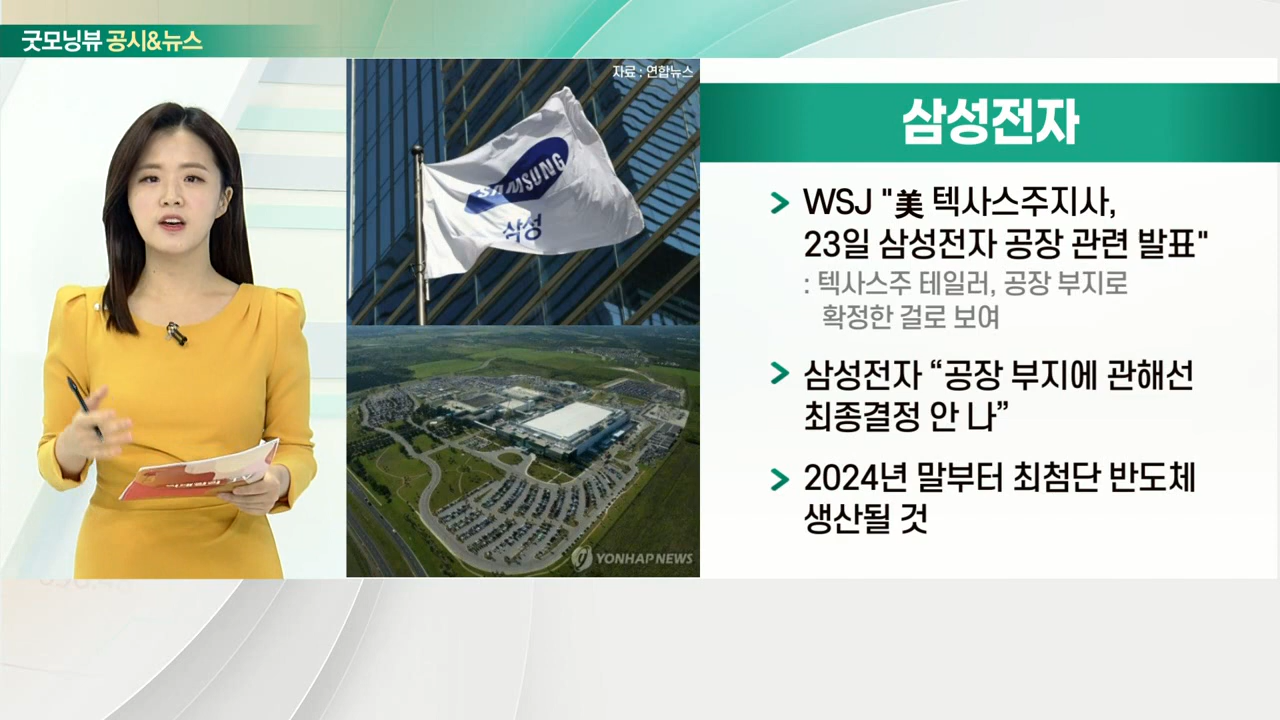 굿모닝뷰 공시&뉴스
자료 : 연합뉴스
SAMSUNG
삼성
YONHAP NEWS
삼성전자
WSJ "美 텍사스주지사,
23일 삼성전자 공장 관련 발표"
: 텍사스주 테일러, 공장 부지로
확정한 걸로 보여
삼성전자 “공장 부지에 관해선
최종결정 안 나”
2024년 말부터 최첨단 반도체
생산될 것